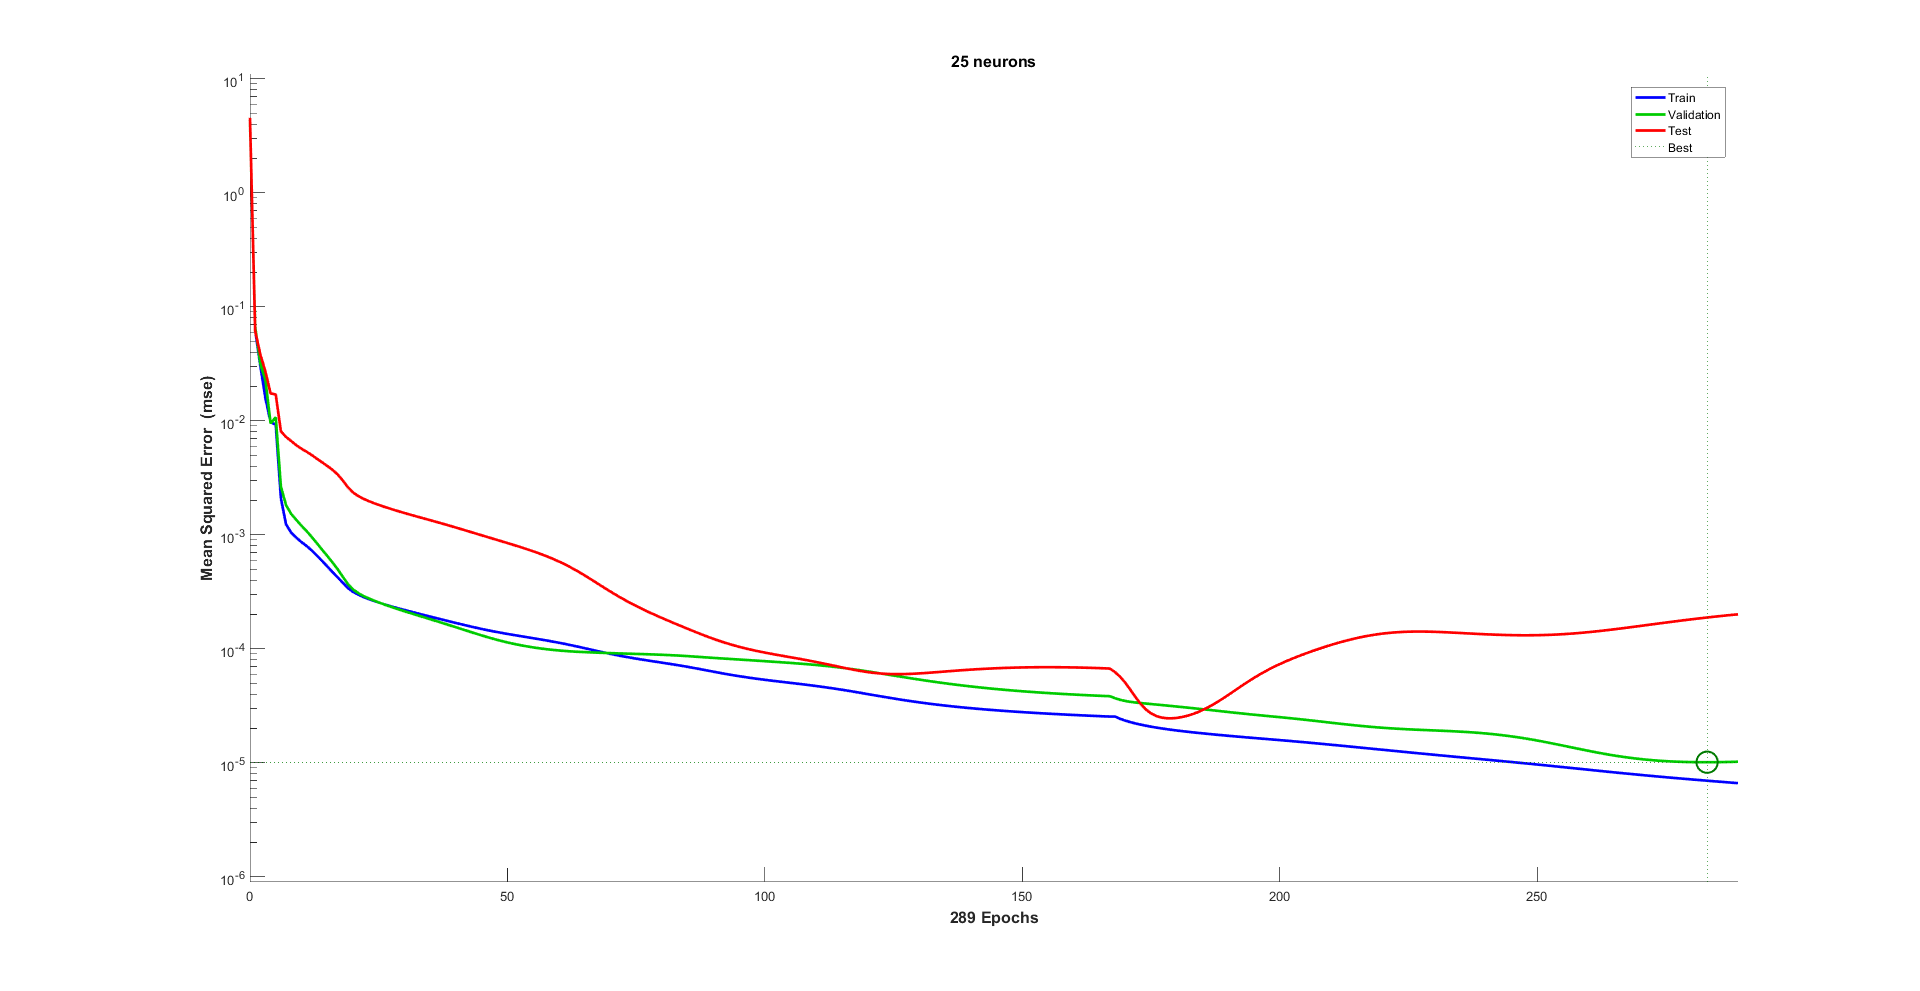 25 neurons
10^1
10^0
10^-1
10^-2
10^-3
10^-4
10^-5
10^-6
Mean Squared Error (mse)
Train
Validation
Test
Best
0 50 100 150 200 250
289 Epochs